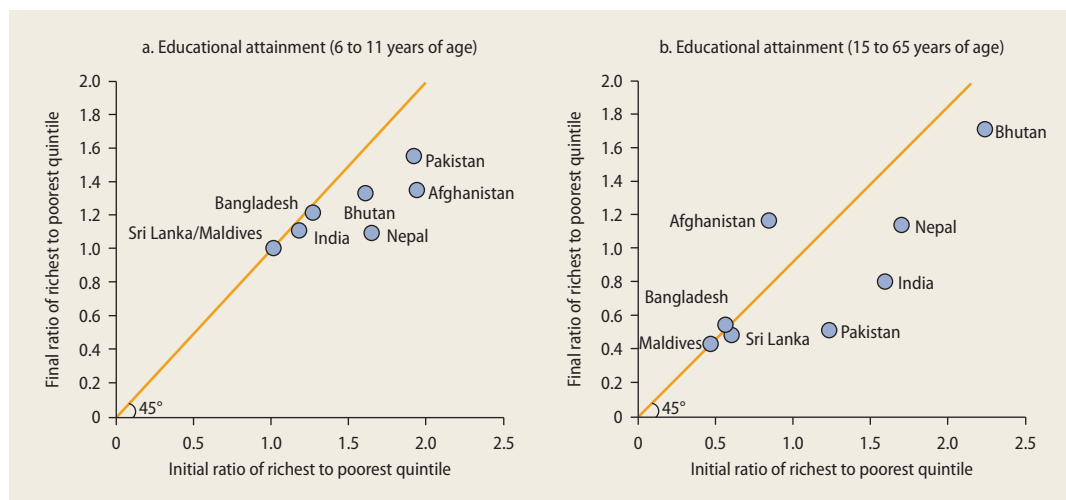 a. Educational attainment (6 to 11 years of age)
Final ratio of richest to poorest quintile
2.0
1.8
1.6
1.4
1.2
1.0
0.8
0.6
0.4
0.2
0
Pakistan
Afghanistan
Bangladesh
Bhutan
Sri Lanka/Maldives
India
Nepal
45°
0
0.5
1.0
1.5
2.0
2.5
Initial ratio of richest to poorest quintile
b. Educational attainment (15 to 65 years of age)
Final ratio of richest to poorest quintile
2.0
1.8
1.6
1.4
1.2
1.0
0.8
0.6
0.4
0.2
0
Bhutan
Afghanistan
Nepal
India
Bangladesh
Maldives
Sri Lanka
Pakistan
45°
0
0.5
1.0
1.5
2.0
2.5
Initial ratio of richest to poorest quintile